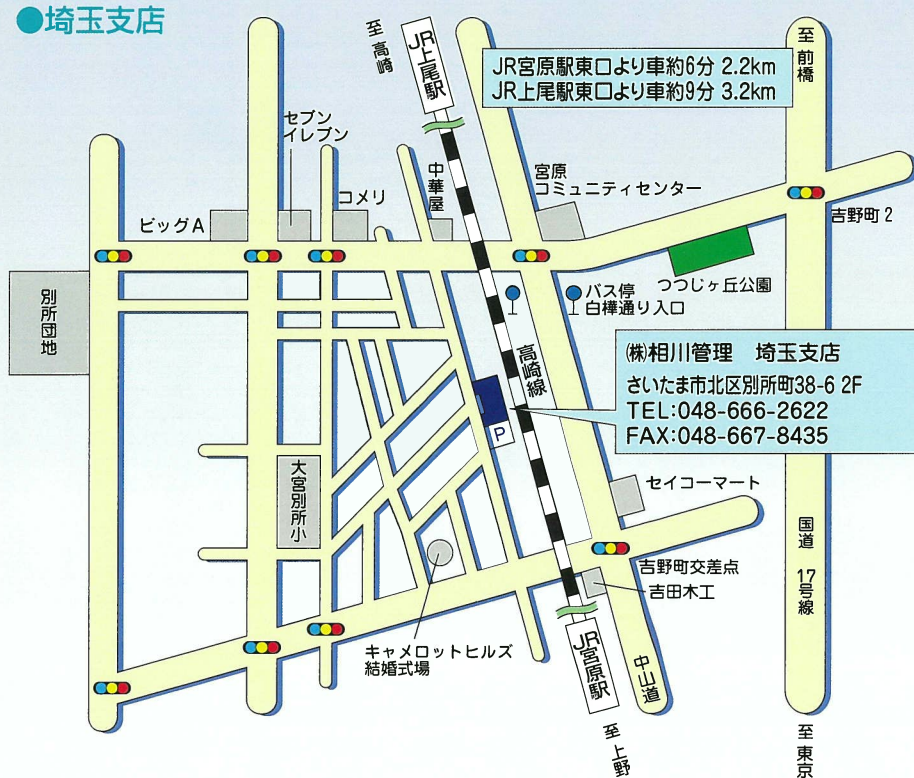 ●埼玉支店
至高崎
JR上尾駅
JR宮原駅東口より車約6分 2.2km
JR上尾駅東口より車約9分 3.2km
至前橋
セブン
イレブン
コメリ
中華屋
宮原
コミュニティセンター
ビッグA
吉野町2
つつじヶ丘公園
バス停
白樺通り入口
別所団地
高崎線
㈱相川管理 埼玉支店
さいたま市北区別所町38-6 2F
TEL:048-666-2622
FAX:048-667-8435
P
大宮別所小
セイコーマート
国道17号線
吉野町交差点
吉田木工
キャメロットヒルズ
結婚式場
JR宮原駅
中山道
至上野
至東京